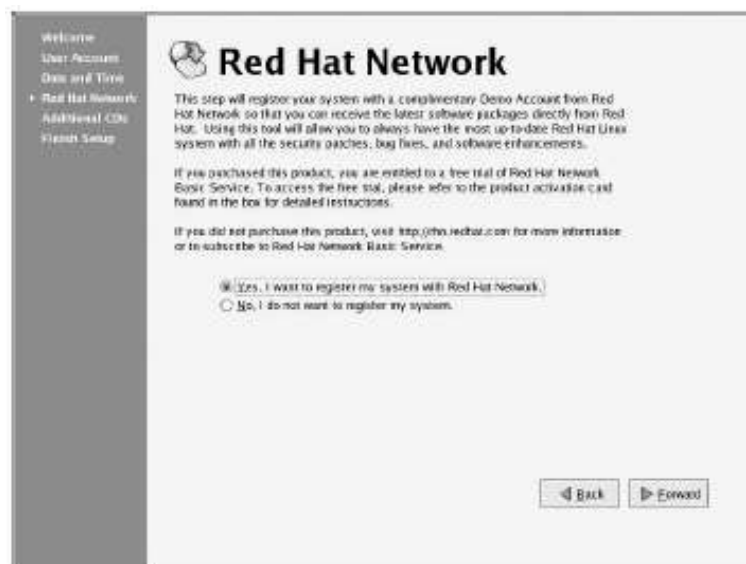 Welcome
User Account
Date and Time
Red Hat Network
Additional CDs
Finish Setup
Red Hat Network
This step will register your system with a complimentary Demo Account from Red
Hat Network so that you can receive the latest software packages directly from Red
Hat. Using this tool will allow you to always have the most up-to-date Red Hat Linux
system with all the security patches, bug fixes, and software enhancements.
If you purchased this product, you are entitled to a free trial of Red Hat Network
Basic Service. To access the free trial, please refer to the product activation card
found in the box for detailed instructions.
If you did not purchase this product, visit http://rhn.redhat.com for more information
or to subscribe to Red Hat Network Basic Service.
Yes, I want to register my system with Red Hat Network.
No, I do not want to register my system.
Back
Forward